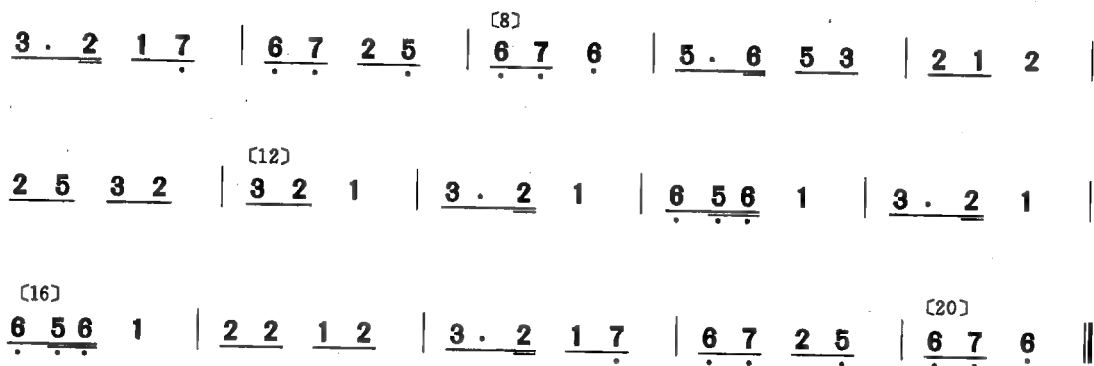 〔8〕
3 . 2 1 7 | 6 7 2 5 | 6 7 6 | 5 . 6 5 3 | 2 1 2 |
〔12〕
2 5 3 2 | 3 2 1 | 3 . 2 1 | 6 5 6 1 | 3 . 2 1 |
〔16〕 〔20〕
6 5 6 1 | 2 2 1 2 | 3 . 2 1 7 | 6 7 2 5 | 6 7 6 ‖